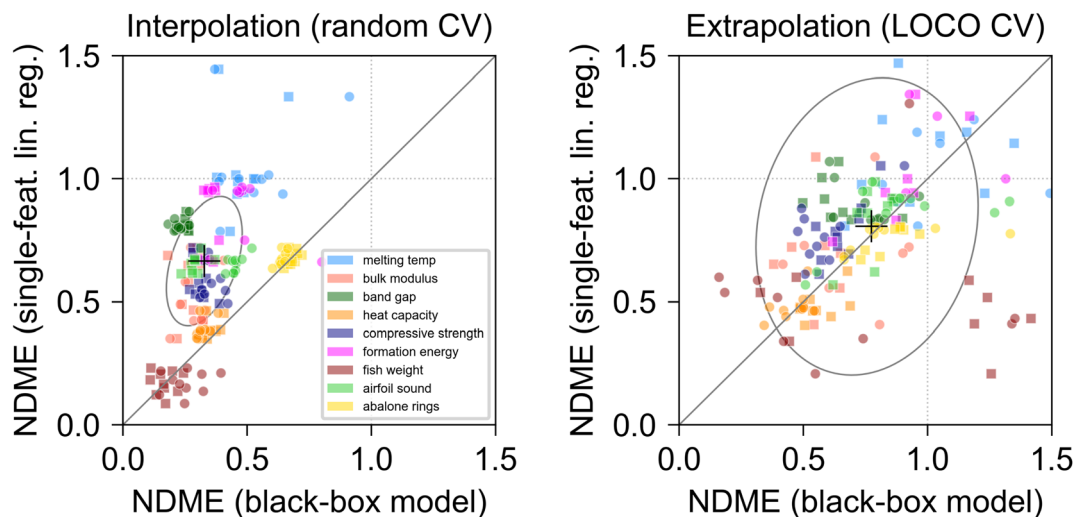 Interpolation (random CV)
NDME (single-feat. lin. reg.)
1.5
1.0
0.5
0.0
melting temp
bulk modulus
band gap
heat capacity
compressive strength
formation energy
fish weight
airfoil sound
abalone rings
0.0 0.5 1.0 1.5
NDME (black-box model)
Extrapolation (LOCO CV)
NDME (single-feat. lin. reg.)
1.5
1.0
0.5
0.0
0.0 0.5 1.0 1.5
NDME (black-box model)